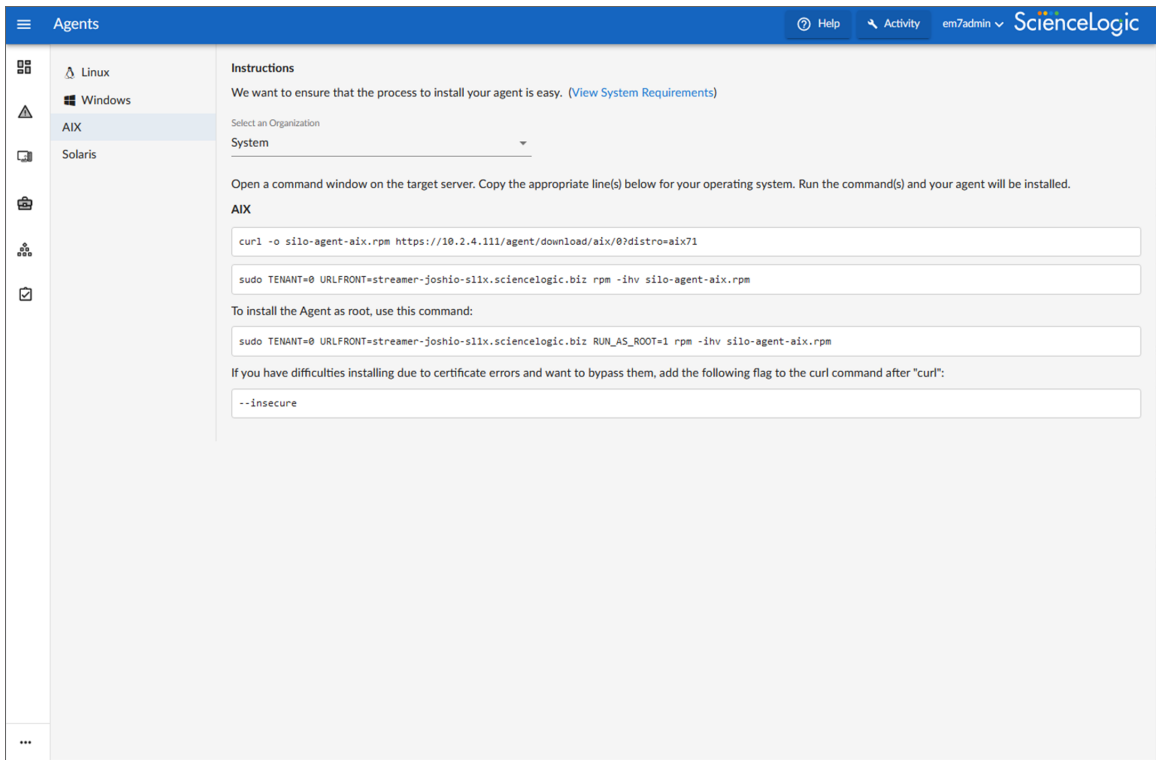 Agents
Help
Activity
em7admin
ScienceLogic
Linux
Windows
AIX
Solaris
Instructions
We want to ensure that the process to install your agent is easy. (View System Requirements)
Select an Organization
System
Open a command window on the target server. Copy the appropriate line(s) below for your operating system. Run the command(s) and your agent will be installed.
AIX
curl -o silo-agent-aix.rpm https://10.2.4.111/agent/download/aix/0?distro=aix71
sudo TENANT=0 URLFRONT=streamer-joshio-sl1x.sciencelogic.biz rpm -ihv silo-agent-aix.rpm
To install the Agent as root, use this command:
sudo TENANT=0 URLFRONT=streamer-joshio-sl1x.sciencelogic.biz RUN_AS_ROOT=1 rpm -ihv silo-agent-aix.rpm
If you have difficulties installing due to certificate errors and want to bypass them, add the following flag to the curl command after "curl":
--insecure